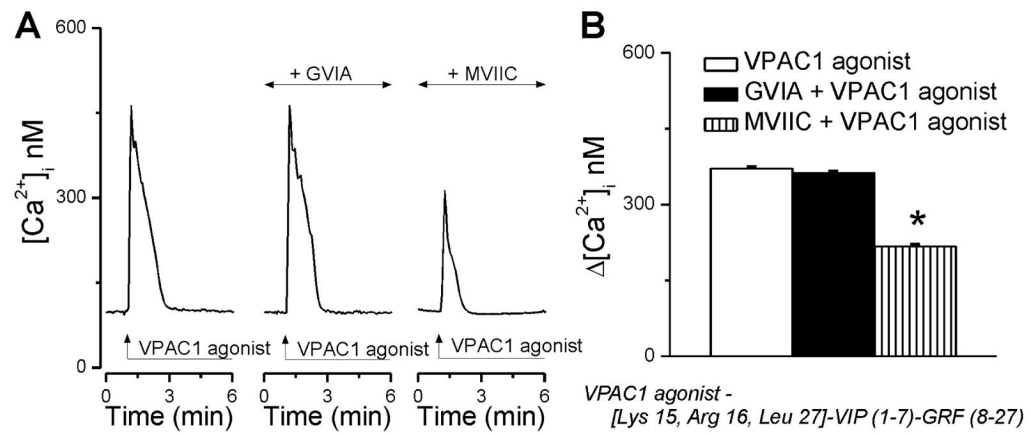 A
600
300
0
[Ca2+]i nM
+ GVIA
+ MVIIC
VPAC1 agonist
VPAC1 agonist
VPAC1 agonist
0 3 6
0 3 6
0 3 6
Time (min)
Time (min)
Time (min)
B
600
300
0
Δ[Ca2+]i nM
VPAC1 agonist
GVIA + VPAC1 agonist
MVIIC + VPAC1 agonist
*
VPAC1 agonist -
[Lys 15, Arg 16, Leu 27]-VIP (1-7)-GRF (8-27)